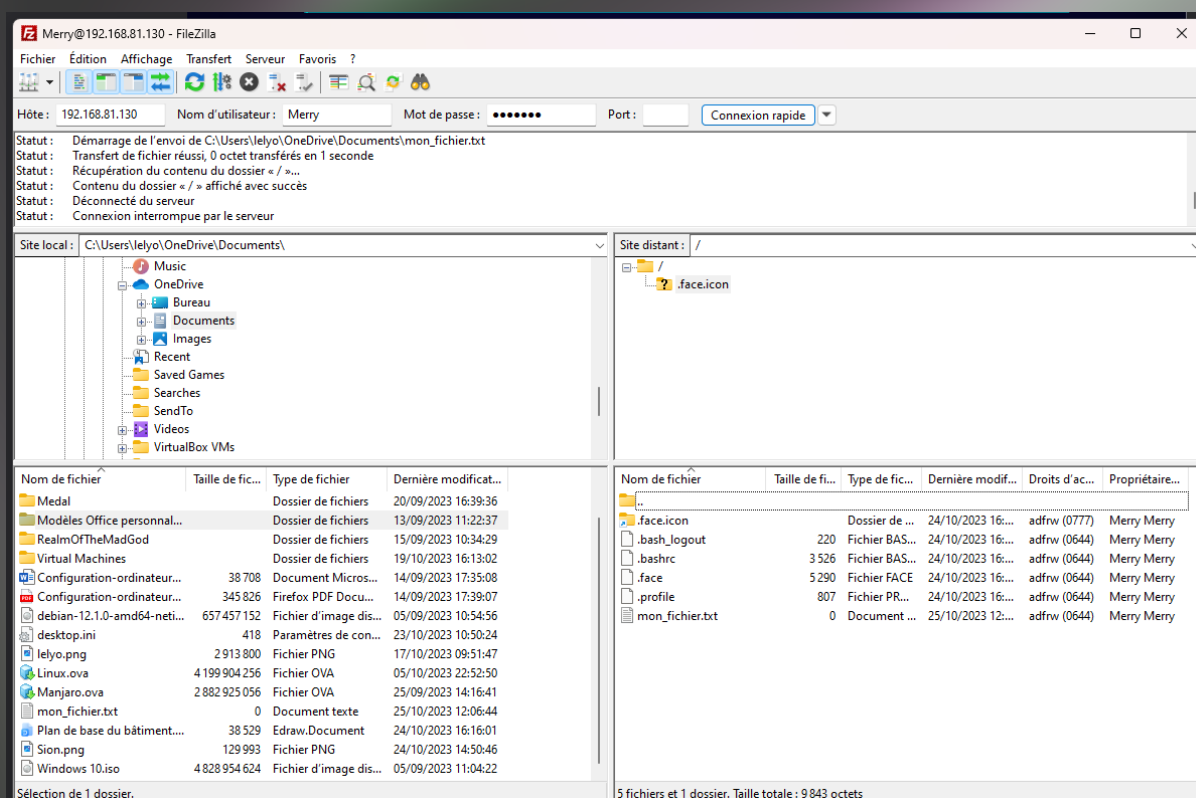 Merry@192.168.81.130 - FileZilla
Fichier Édition Affichage Transfert Serveur Favoris ?
Hôte : 192.168.81.130 Nom d'utilisateur : Merry Mot de passe : ●●●●●●● Port : Connexion rapide
Statut : Démarrage de l'envoi de C:\Users\lelyo\OneDrive\Documents\mon_fichier.txt
Statut : Transfert de fichier réussi, 0 octet transférés en 1 seconde
Statut : Récupération du contenu du dossier « / »...
Statut : Contenu du dossier « / » affiché avec succès
Statut : Déconnecté du serveur
Statut : Connexion interrompue par le serveur
Site local : C:\Users\lelyo\OneDrive\Documents\
Music
OneDrive
Bureau
Documents
Images
Recent
Saved Games
Searches
SendTo
Videos
VirtualBox VMs
Site distant : /
/
.face.icon
Nom de fichier Taille de fic... Type de fichier Dernière modificat...
Medal Dossier de fichiers 20/09/2023 16:39:36
Modèles Office personnal... Dossier de fichiers 13/09/2023 11:22:37
RealmOfTheMadGod Dossier de fichiers 15/09/2023 10:34:29
Virtual Machines Dossier de fichiers 19/10/2023 16:13:02
Configuration-ordinateur... 38 708 Document Micros... 14/09/2023 17:35:08
Configuration-ordinateur... 345 826 Firefox PDF Docu... 14/09/2023 17:39:07
debian-12.1.0-amd64-neti... 657 457 152 Fichier d'image dis... 05/09/2023 10:54:56
desktop.ini 418 Paramètres de con... 23/10/2023 10:50:24
lelyo.png 2 913 800 Fichier PNG 17/10/2023 09:51:47
Linux.ova 4 199 904 256 Fichier OVA 05/10/2023 22:52:50
Manjaro.ova 2 882 925 056 Fichier OVA 25/09/2023 14:16:41
mon_fichier.txt 0 Document texte 25/10/2023 12:06:44
Plan de base du bâtiment.... 38 529 Edraw.Document 24/10/2023 16:16:01
Sion.png 129 993 Fichier PNG 24/10/2023 14:50:46
Windows 10.iso 4 828 954 624 Fichier d'image dis... 05/09/2023 11:04:22
Sélection de 1 dossier.
Nom de fichier Taille de fi... Type de fic... Dernière modif... Droits d'ac... Propriétaire...
..
.face.icon Dossier de ... 24/10/2023 16:... adfrw (0777) Merry Merry
.bash_logout 220 Fichier BAS... 24/10/2023 16:... adfrw (0644) Merry Merry
.bashrc 3 526 Fichier BAS... 24/10/2023 16:... adfrw (0644) Merry Merry
.face 5 290 Fichier FACE 24/10/2023 16:... adfrw (0644) Merry Merry
.profile 807 Fichier PR... 24/10/2023 16:... adfrw (0644) Merry Merry
mon_fichier.txt 0 Document ... 25/10/2023 12:... adfrw (0644) Merry Merry
5 fichiers et 1 dossier. Taille totale : 9 843 octets